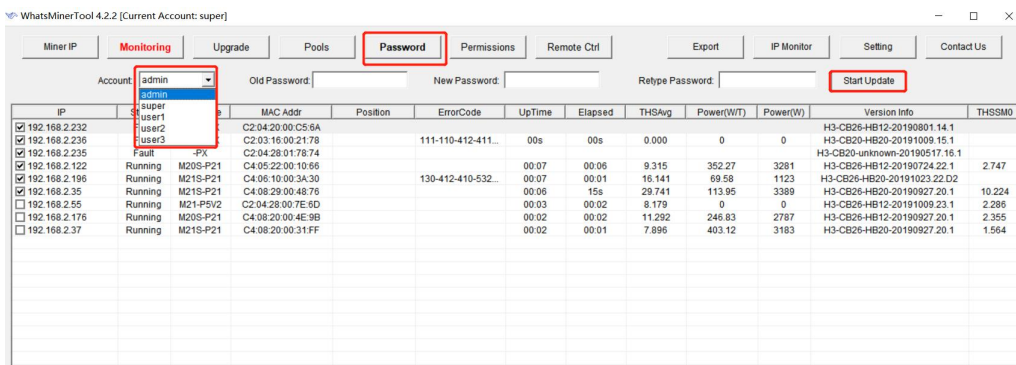 WhatsMinerTool 4.2.2 [Current Account: super]
Miner IP Monitoring Upgrade Pools Password Permissions Remote Ctrl Export IP Monitor Setting Contact Us
Account: admin Old Password: New Password: Retype Password: Start Update
admin
super
user1
user2
user3
IP MAC Addr Position ErrorCode UpTime Elapsed THSAvg Power(W/T) Power(W) Version Info THSSM0
192.168.2.232 C2:04:20:00:C5:6A H3-CB26-HB12-20190801.14.1
192.168.2.236 C2:03:16:00:21:78 111-110-412-411... 00s 00s 0.000 0 0 H3-CB26-HB20-20191009.15.1
192.168.2.235 Fault -PX C2:04:28:01:78:74 H3-CB20-unknown-20190517.16.1
192.168.2.122 Running M20S-P21 C4:05:22:00:10:66 00:07 00:06 9.315 352.27 3281 H3-CB26-HB12-20190724.22.1 2.747
192.168.2.196 Running M21S-P21 C4:06:10:00:3A:30 130-412-410-532... 00:07 00:01 16.141 69.58 1123 H3-CB26-HB20-20191023.22.D2
192.168.2.35 Running M21S-P21 C4:08:29:00:48:76 00:06 15s 29.741 113.95 3389 H3-CB26-HB20-20190927.20.1 10.224
192.168.2.55 Running M21-P5V2 C2:04:28:00:7E:6D 00:03 00:02 8.179 0 0 H3-CB26-HB12-20191009.23.1 2.286
192.168.2.176 Running M20S-P21 C4:08:20:00:4E:9B 00:02 00:02 11.292 246.83 2787 H3-CB26-HB12-20190927.20.1 2.355
192.168.2.37 Running M21S-P21 C4:08:20:00:31:FF 00:02 00:01 7.896 403.12 3183 H3-CB26-HB20-20190927.20.1 1.564